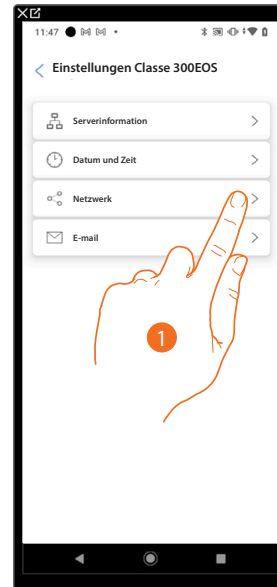 11:47
Einstellungen Classe 300EOS
Serverinformation
Datum und Zeit
Netzwerk
E-mail
1